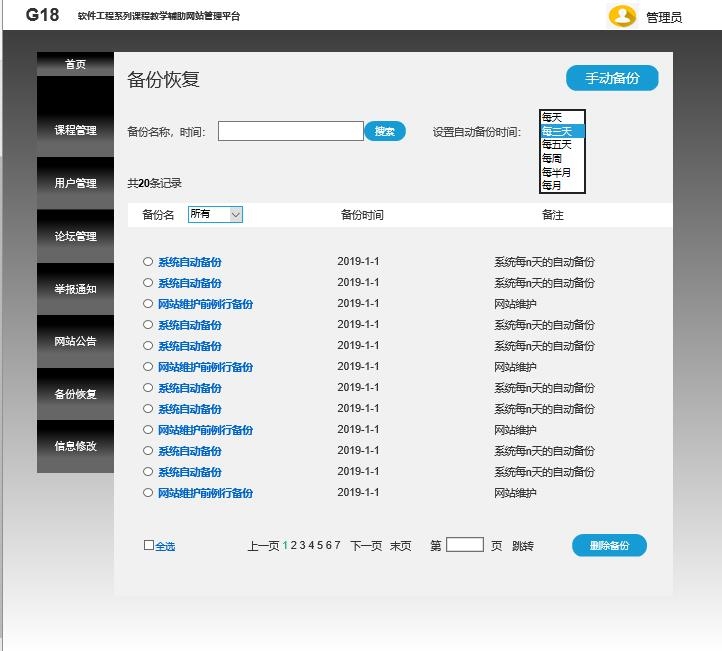 G18 软件工程系列课程教学辅助网站管理平台 管理员
首页
课程管理
用户管理
论坛管理
举报通知
网站公告
备份恢复
信息修改
备份恢复 手动备份
备份名称，时间： 搜索 设置自动备份时间：
每天
每三天
每五天
每周
每半月
每月
共20条记录
备份名 所有 备份时间 备注
系统自动备份 2019-1-1 系统每n天的自动备份
系统自动备份 2019-1-1 系统每n天的自动备份
网站维护前例行备份 2019-1-1 网站维护
系统自动备份 2019-1-1 系统每n天的自动备份
系统自动备份 2019-1-1 系统每n天的自动备份
网站维护前例行备份 2019-1-1 网站维护
系统自动备份 2019-1-1 系统每n天的自动备份
系统自动备份 2019-1-1 系统每n天的自动备份
网站维护前例行备份 2019-1-1 网站维护
系统自动备份 2019-1-1 系统每n天的自动备份
系统自动备份 2019-1-1 系统每n天的自动备份
网站维护前例行备份 2019-1-1 网站维护
全选 上一页 1 2 3 4 5 6 7 下一页 末页 第 页 跳转 删除备份